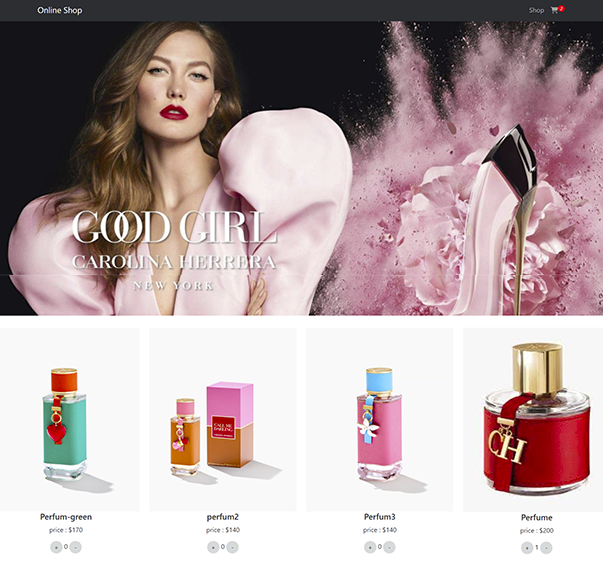 Online Shop
Shop
2
GOOD GIRL
CAROLINA HERRERA
NEW YORK
CALL ME
DARLING
CH
Perfum-green
price : $170
+ 0 -
perfum2
price : $140
+ 0 -
Perfum3
price : $140
+ 0 -
Perfume
price : $200
+ 1 -